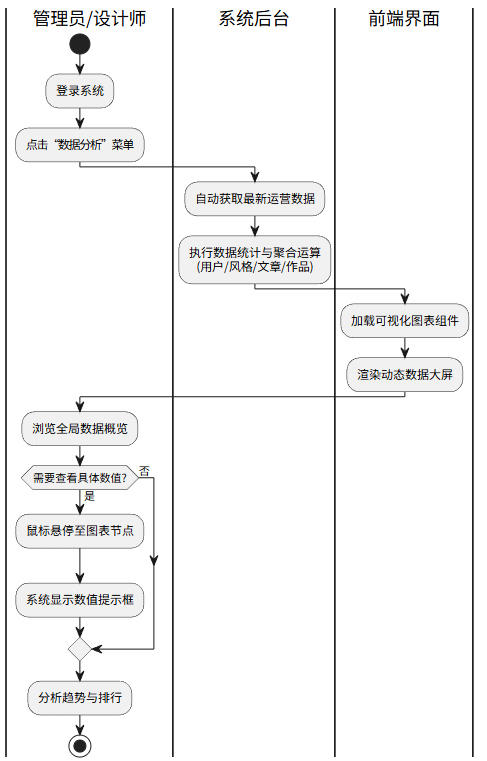 管理员/设计师
系统后台
前端界面
登录系统
点击“数据分析”菜单
自动获取最新运营数据
执行数据统计与聚合运算
(用户/风格/文章/作品)
加载可视化图表组件
渲染动态数据大屏
浏览全局数据概览
需要查看具体数值?
否
是
鼠标悬停至图表节点
系统显示数值提示框
分析趋势与排行